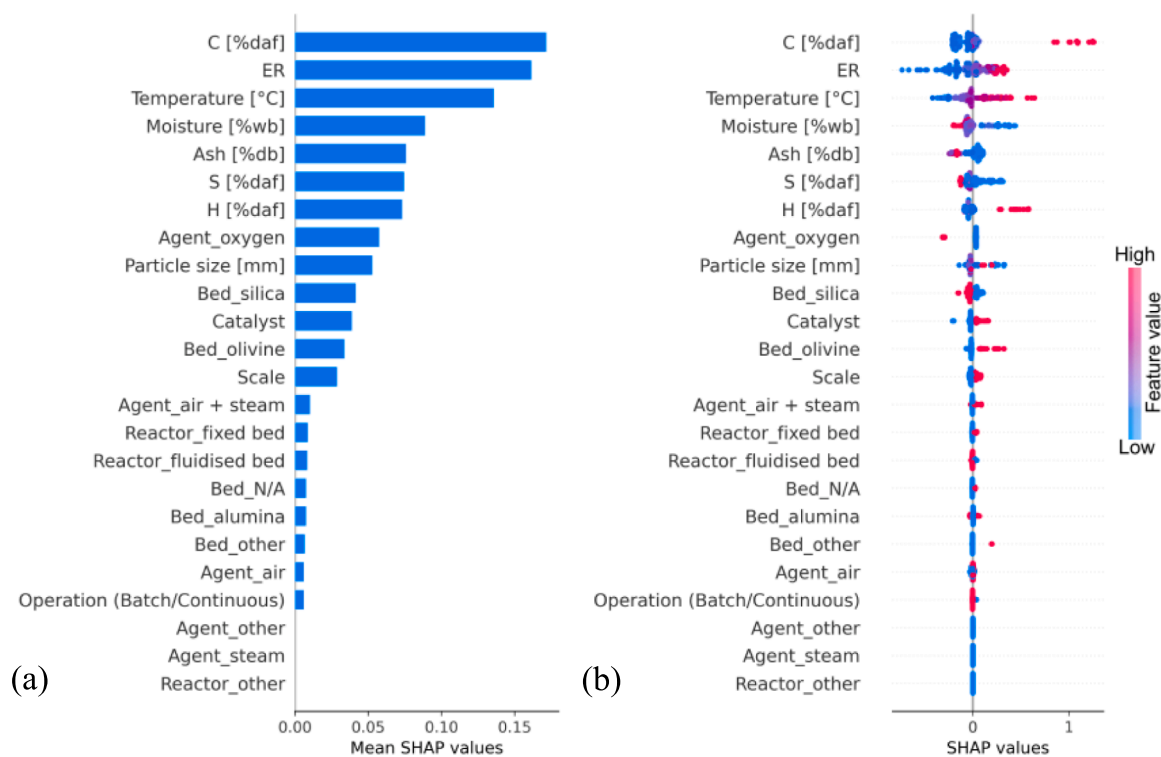 C [%daf]
ER
Temperature [°C]
Moisture [%wb]
Ash [%db]
S [%daf]
H [%daf]
Agent_oxygen
Particle size [mm]
Bed_silica
Catalyst
Bed_olivine
Scale
Agent_air + steam
Reactor_fixed bed
Reactor_fluidised bed
Bed_N/A
Bed_alumina
Bed_other
Agent_air
Operation (Batch/Continuous)
Agent_other
Agent_steam
Reactor_other
(a)
0.00 0.05 0.10 0.15
Mean SHAP values
C [%daf]
ER
Temperature [°C]
Moisture [%wb]
Ash [%db]
S [%daf]
H [%daf]
Agent_oxygen
Particle size [mm]
Bed_silica
Catalyst
Bed_olivine
Scale
Agent_air + steam
Reactor_fixed bed
Reactor_fluidised bed
Bed_N/A
Bed_alumina
Bed_other
Agent_air
Operation (Batch/Continuous)
Agent_other
Agent_steam
Reactor_other
(b)
0 1
SHAP values
High
Feature value
Low